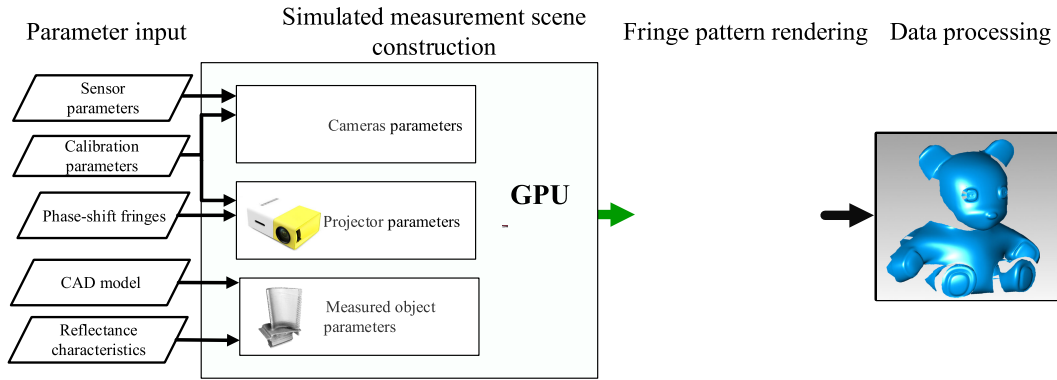 Parameter input
Simulated measurement scene
construction
Fringe pattern rendering
Data processing
Sensor
parameters
Calibration
parameters
Phase-shift fringes
CAD model
Reflectance
characteristics
Cameras parameters
Projector parameters
Measured object
parameters
GPU